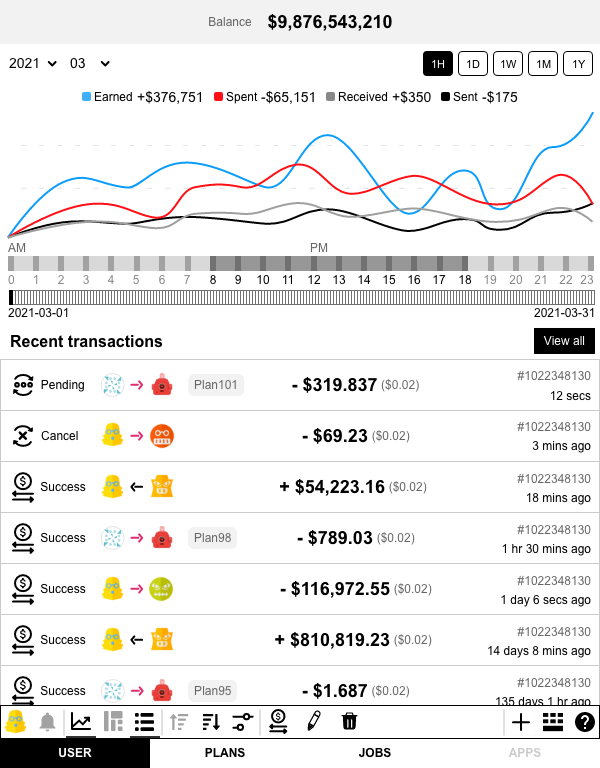 Balance $9,876,543,210
2021 03 1H 1D 1W 1M 1Y
Earned +$376,751 Spent -$65,151 Received +$350 Sent -$175
AM PM
0 1 2 3 4 5 6 7 8 9 10 11 12 13 14 15 16 17 18 19 20 21 22 23
2021-03-01 2021-03-31
Recent transactions View all
Pending Plan101 - $319.837 ($0.02) #1022348130
12 secs
Cancel - $69.23 ($0.02) #1022348130
3 mins ago
Success + $54,223.16 ($0.02) #1022348130
18 mins ago
Success Plan98 - $789.03 ($0.02) #1022348130
1 hr 30 mins ago
Success - $116,972.55 ($0.02) #1022348130
1 day 6 secs ago
Success + $810,819.23 ($0.02) #1022348130
14 days 8 mins ago
Success Plan95 - $1.687 ($0.02) #1022348130
135 days 1 hr ago
USER PLANS JOBS APPS